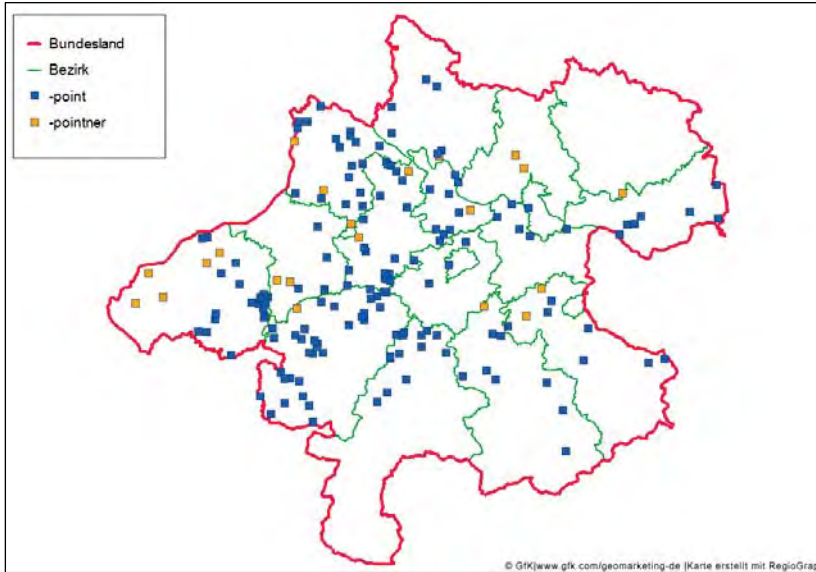 Bundesland
Bezirk
-point
-pointner
© GfK|www.gfk.com/geomarketing-de |Karte erstellt mit RegioGrap